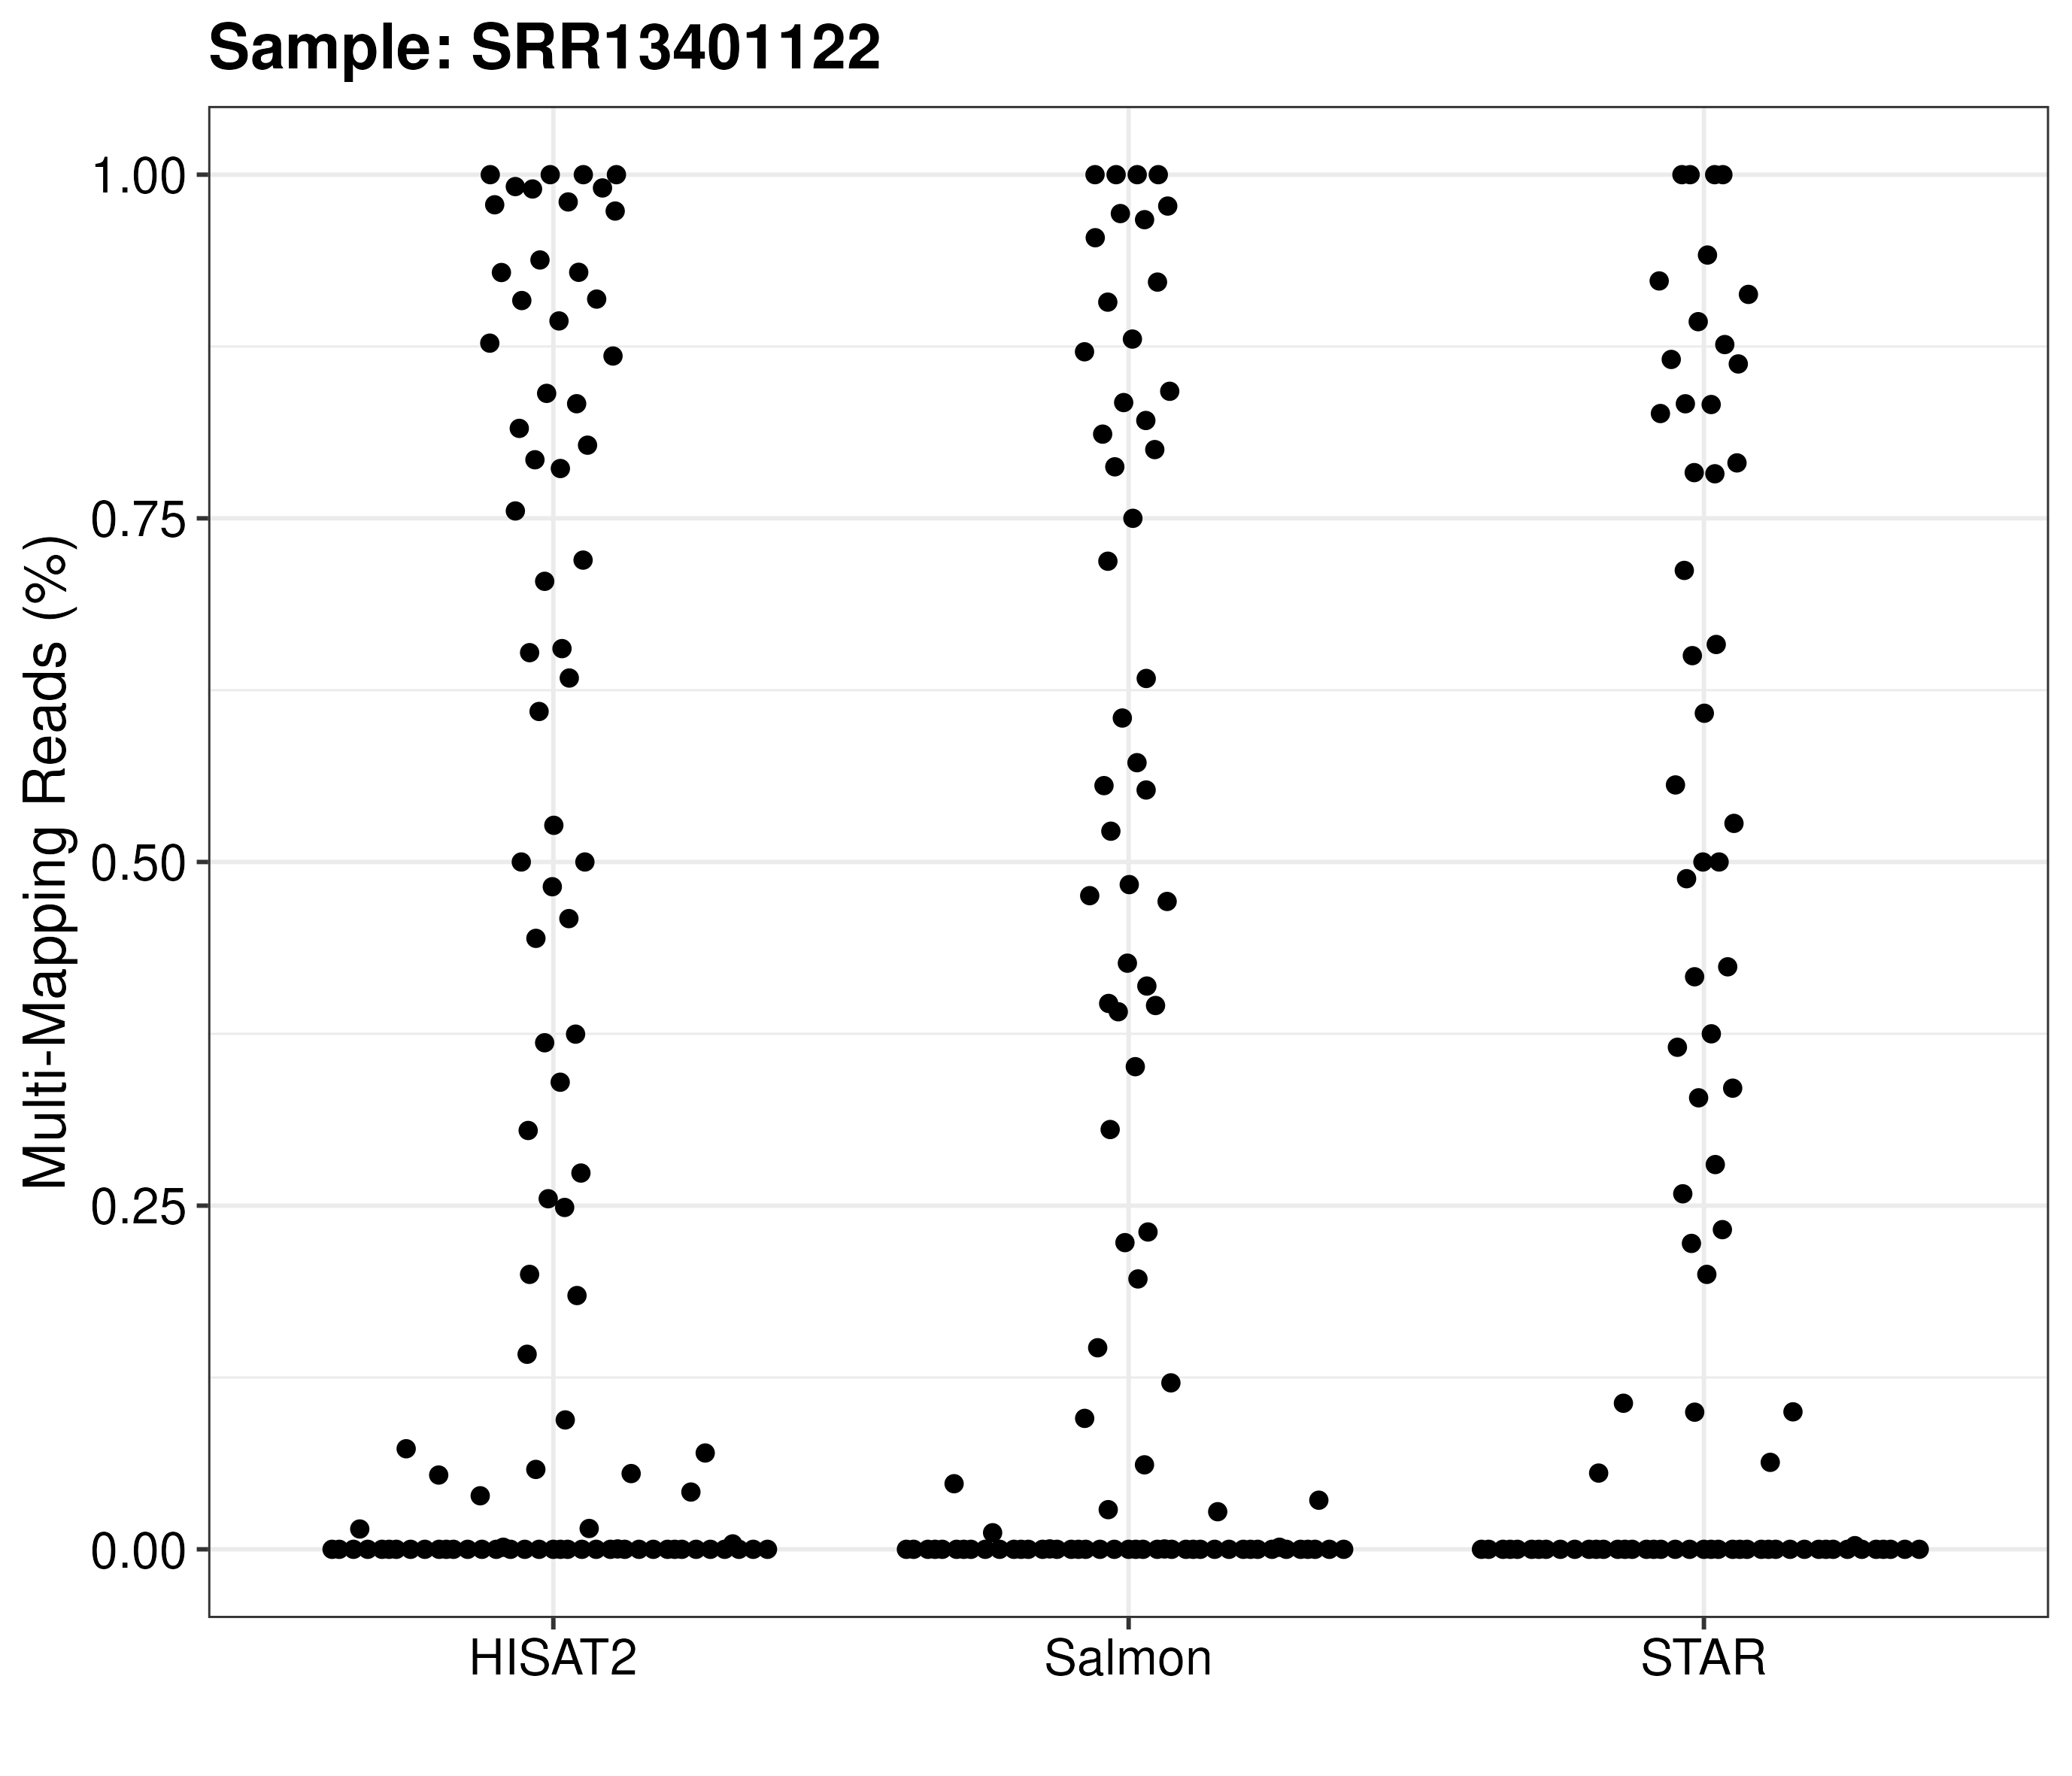 Sample: SRR13401122
Multi-Mapping Reads (%)
1.00
0.75
0.50
0.25
0.00
HISAT2
Salmon
STAR